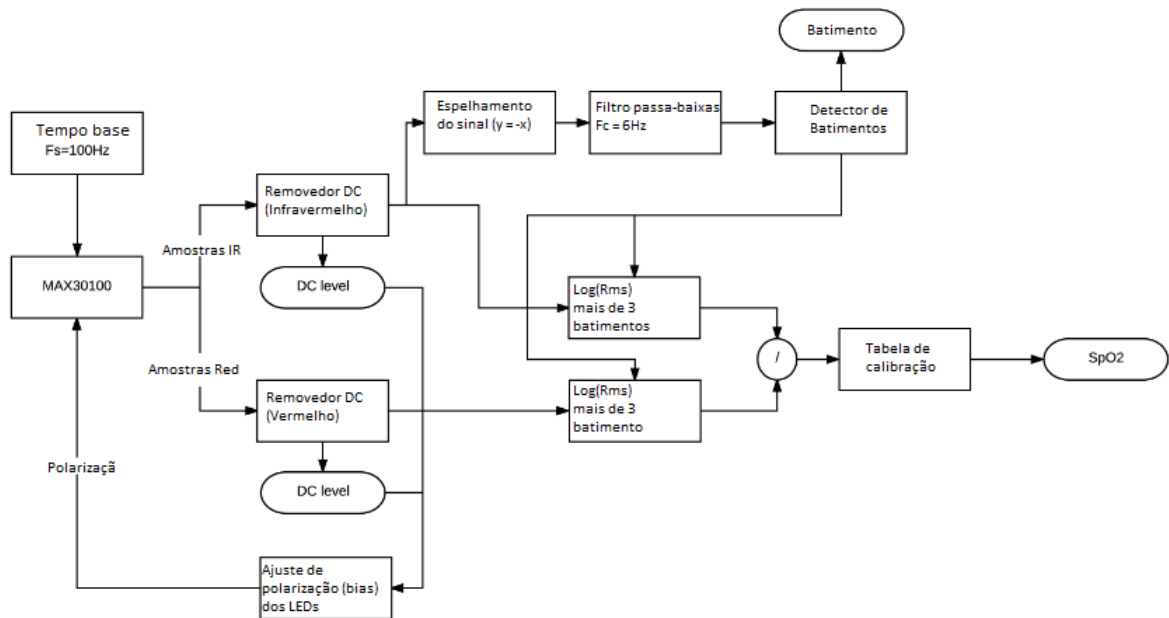 Batimento
Espelhamento
do sinal (y = -x)
Filtro passa-baixas
Fc = 6Hz
Detector de
Batimentos
Tempo base
Fs=100Hz
Removedor DC
(Infravermelho)
Amostras IR
MAX30100
DC level
Log(Rms)
mais de 3
batimentos
/
Tabela de
calibração
SpO2
Amostras Red
Removedor DC
(Vermelho)
Log(Rms)
mais de 3
batimento
Polarizaçã
DC level
Ajuste de
polarização (bias)
dos LEDs